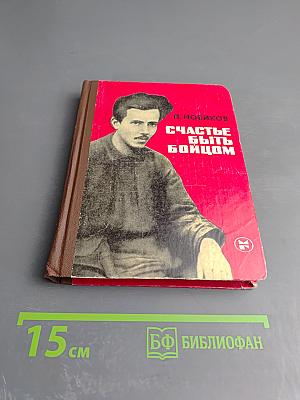 П. НОВИКОВ
СЧАСТЬЕ
БЫТЬ
БОЙЦОМ
15 см
БФ БИБЛИОФАН